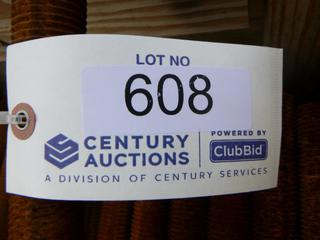 LOT NO
608
CENTURY AUCTIONS
POWERED BY
ClubBid
A DIVISION OF CENTURY SERVICES